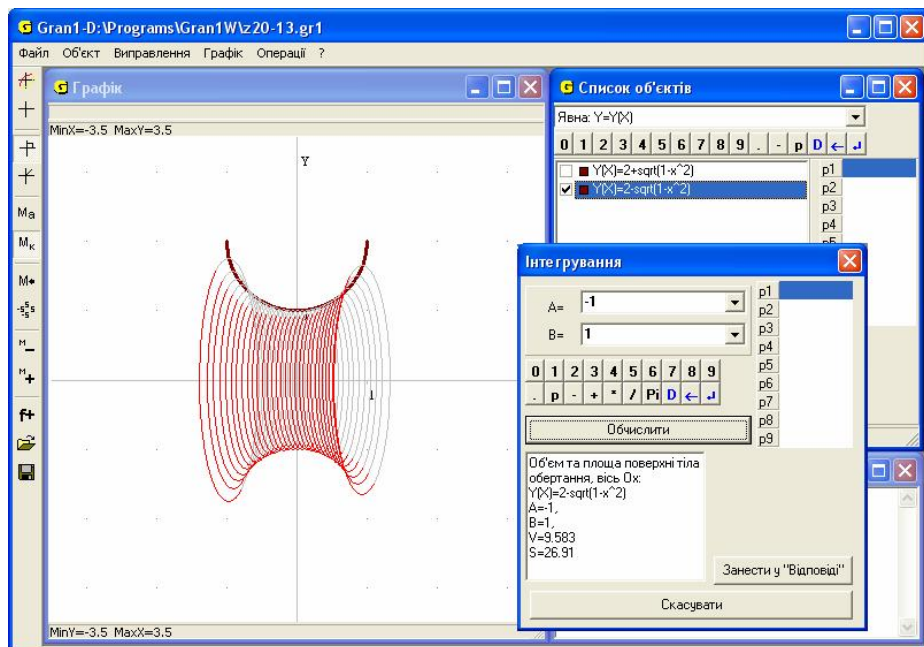 Gran1-D:\Programs\Gran1W\z20-13.gr1
Файл Об'єкт Виправлення Графік Операції ?
Графік
MinX=-3.5 MaxY=3.5
Y
1
MinY=-3.5 MaxX=3.5
Ma
Mк
M
M
M
f+
Список об'єктів
Явна: Y=Y(X)
0 1 2 3 4 5 6 7 8 9 . - p D ← ↲
Y(X)=2+sqrt(1-x^2)
Y(X)=2-sqrt(1-x^2)
p1
p2
p3
p4
Інтегрування
A= -1
B= 1
0 1 2 3 4 5 6 7 8 9
. p - + * / Pi D ← ↲
p1
p2
p3
p4
p5
p6
p7
p8
p9
Обчислити
Об'єм та площа поверхні тіла
обертання, вісь Ox:
Y(X)=2-sqrt(1-x^2)
A=-1,
B=1,
V=9.583
S=26.91
Занести у "Відповіді"
Скасувати